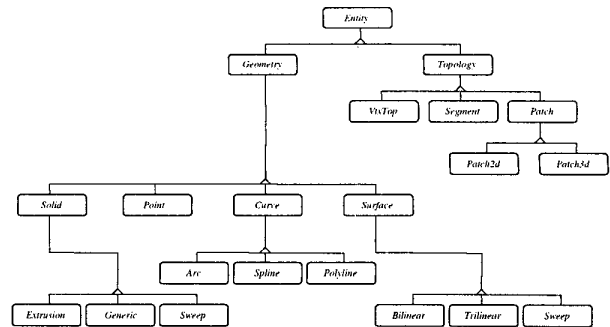 Entity
Geometry Topology
VtxTop Segment Patch
Patch2d Patch3d
Solid Point Curve Surface
Arc Spline Polyline
Extrusion Generic Sweep Bilinear Trilinear Sweep